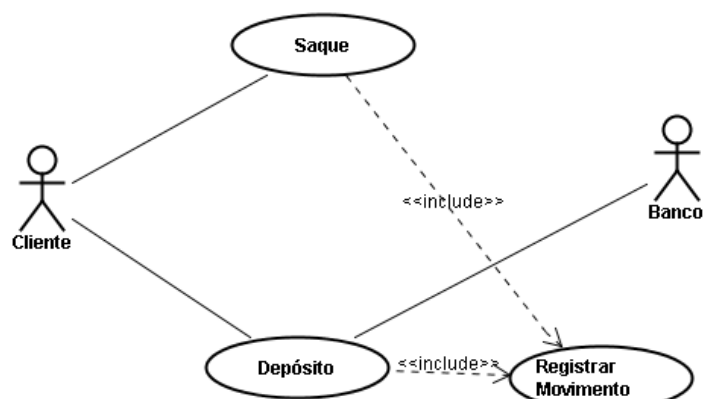 Saque
<<include>>
Banco
Cliente
Depósito
<<include>>
Registrar
Movimento